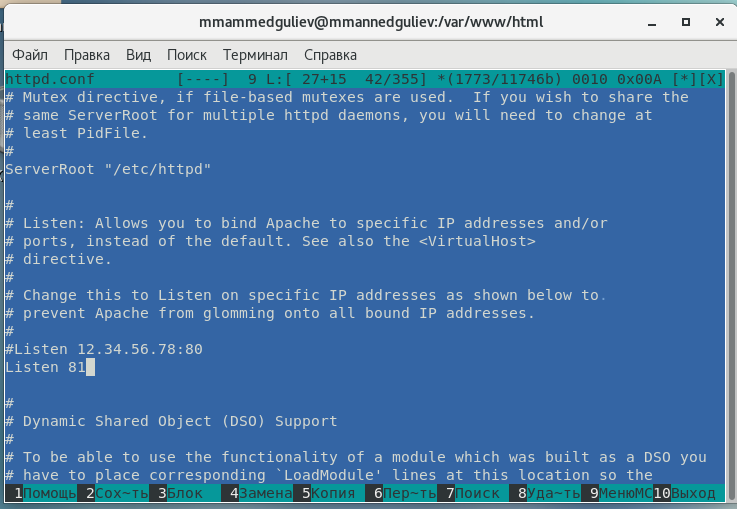 mmammedguliev@mmannedguliev:/var/www/html
Файл Правка Вид Поиск Терминал Справка
httpd.conf [----] 9 L:[ 27+15 42/355] *(1773/11746b) 0010 0x00A [*][X]
# Mutex directive, if file-based mutexes are used.  If you wish to share the
# same ServerRoot for multiple httpd daemons, you will need to change at
# least PidFile.
#
ServerRoot "/etc/httpd"
#
# Listen: Allows you to bind Apache to specific IP addresses and/or
# ports, instead of the default. See also the <VirtualHost>
# directive.
#
# Change this to Listen on specific IP addresses as shown below to.
# prevent Apache from glomming onto all bound IP addresses.
#
#Listen 12.34.56.78:80
Listen 81
#
# Dynamic Shared Object (DSO) Support
#
# To be able to use the functionality of a module which was built as a DSO you
# have to place corresponding `LoadModule' lines at this location so the
1Помощь 2Сох~ть 3Блок 4Замена 5Копия 6Пер~ть 7Поиск 8Уда~ть 9МенюMC 10Выход